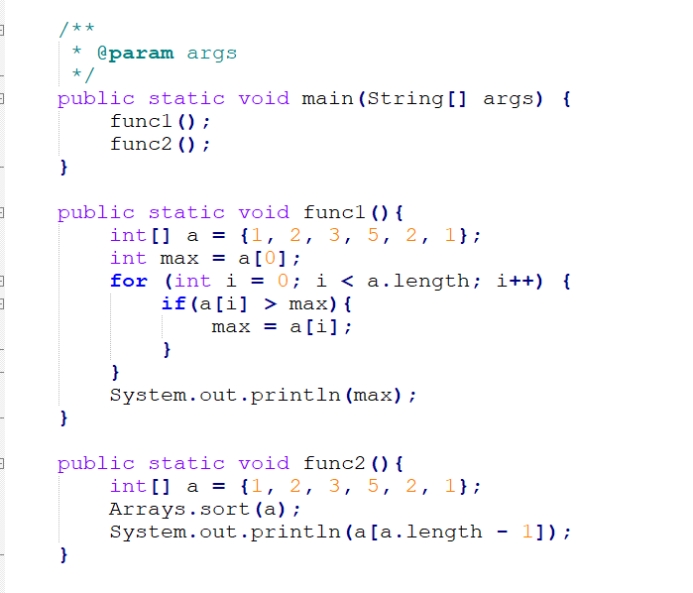 /**
* @param args
*/
public static void main(String[] args) {
func1();
func2();
}
public static void func1(){
int[] a = {1, 2, 3, 5, 2, 1};
int max = a[0];
for (int i = 0; i < a.length; i++) {
if(a[i] > max){
max = a[i];
}
}
System.out.println(max);
}
public static void func2(){
int[] a = {1, 2, 3, 5, 2, 1};
Arrays.sort(a);
System.out.println(a[a.length - 1]);
}